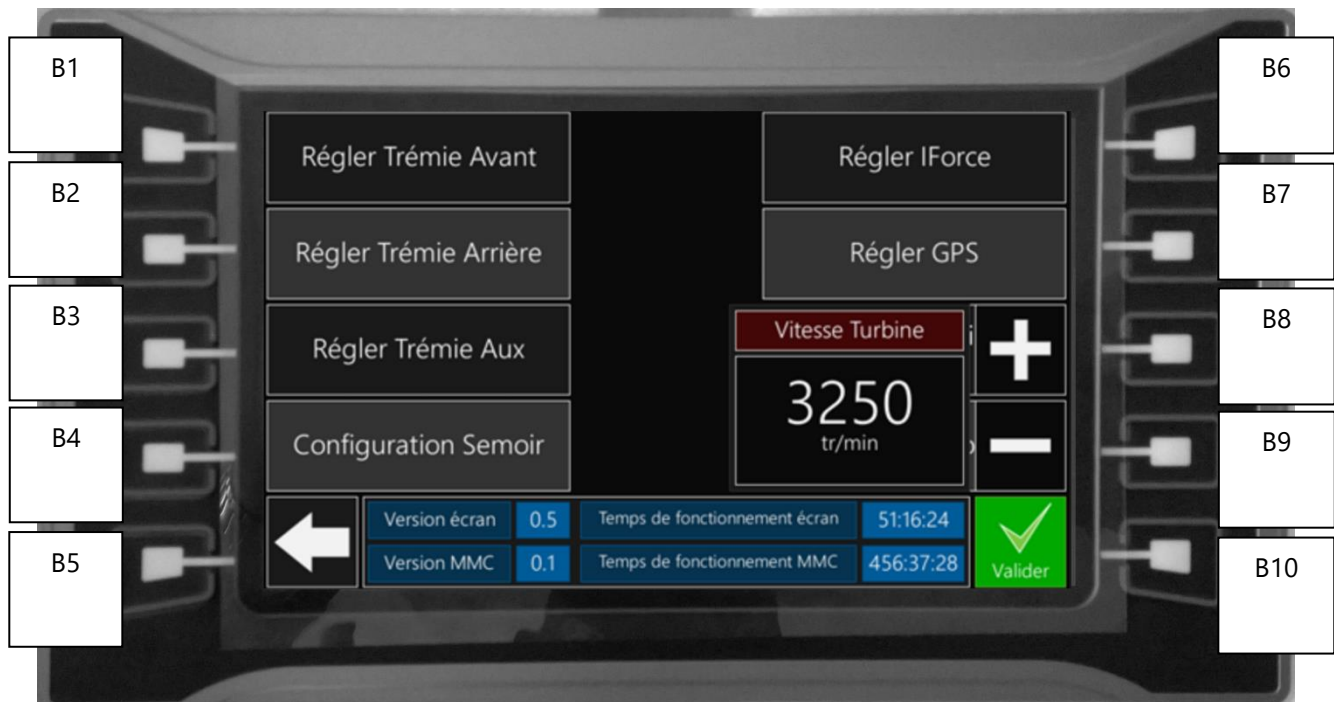 B1
B2
B3
B4
B5
Régler Trémie Avant
Régler Trémie Arrière
Régler Trémie Aux
Configuration Semoir
Régler IForce
Régler GPS
Vitesse Turbine
3250
tr/min
Version écran 0.5 Temps de fonctionnement écran 51:16:24
Version MMC 0.1 Temps de fonctionnement MMC 456:37:28
Valider
B6
B7
B8
B9
B10